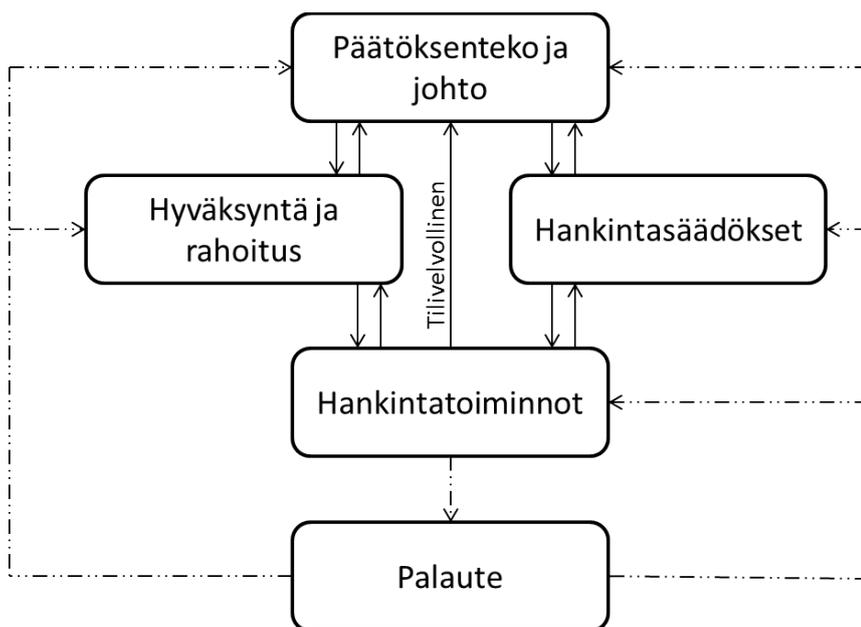 Päätöksenteko ja
johto
Hyväksyntä ja
rahoitus
Tilivelvollinen
Hankintasäädökset
Hankintatoiminnot
Palaute